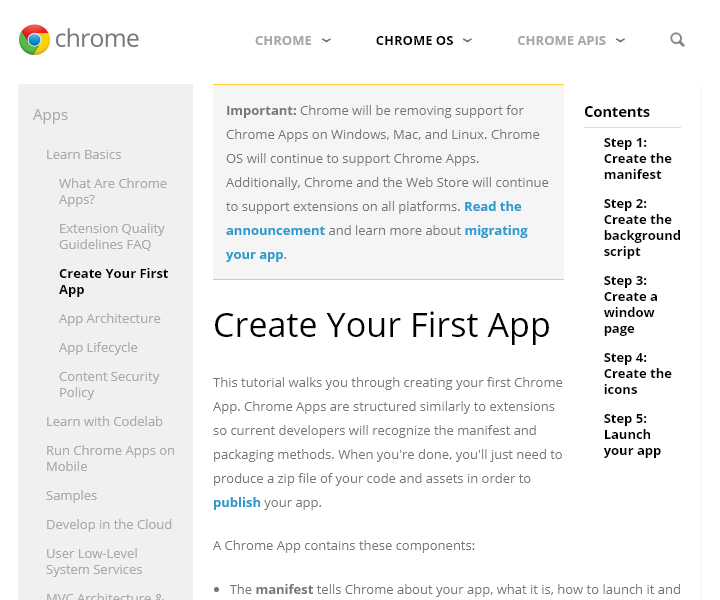 chrome
CHROME
CHROME OS
CHROME APIS
Apps
Learn Basics
What Are Chrome
Apps?
Extension Quality
Guidelines FAQ
Create Your First
App
App Architecture
App Lifecycle
Content Security
Policy
Learn with Codelab
Run Chrome Apps on
Mobile
Samples
Develop in the Cloud
User Low-Level
System Services
MVC Architecture &
Important: Chrome will be removing support for
Chrome Apps on Windows, Mac, and Linux. Chrome
OS will continue to support Chrome Apps.
Additionally, Chrome and the Web Store will continue
to support extensions on all platforms. Read the
announcement and learn more about migrating
your app.
Create Your First App
This tutorial walks you through creating your first Chrome
App. Chrome Apps are structured similarly to extensions
so current developers will recognize the manifest and
packaging methods. When you're done, you'll just need to
produce a zip file of your code and assets in order to
publish your app.
A Chrome App contains these components:
• The manifest tells Chrome about your app, what it is, how to launch it and
Contents
Step 1:
Create the
manifest
Step 2:
Create the
background
script
Step 3:
Create a
window
page
Step 4:
Create the
icons
Step 5:
Launch
your app